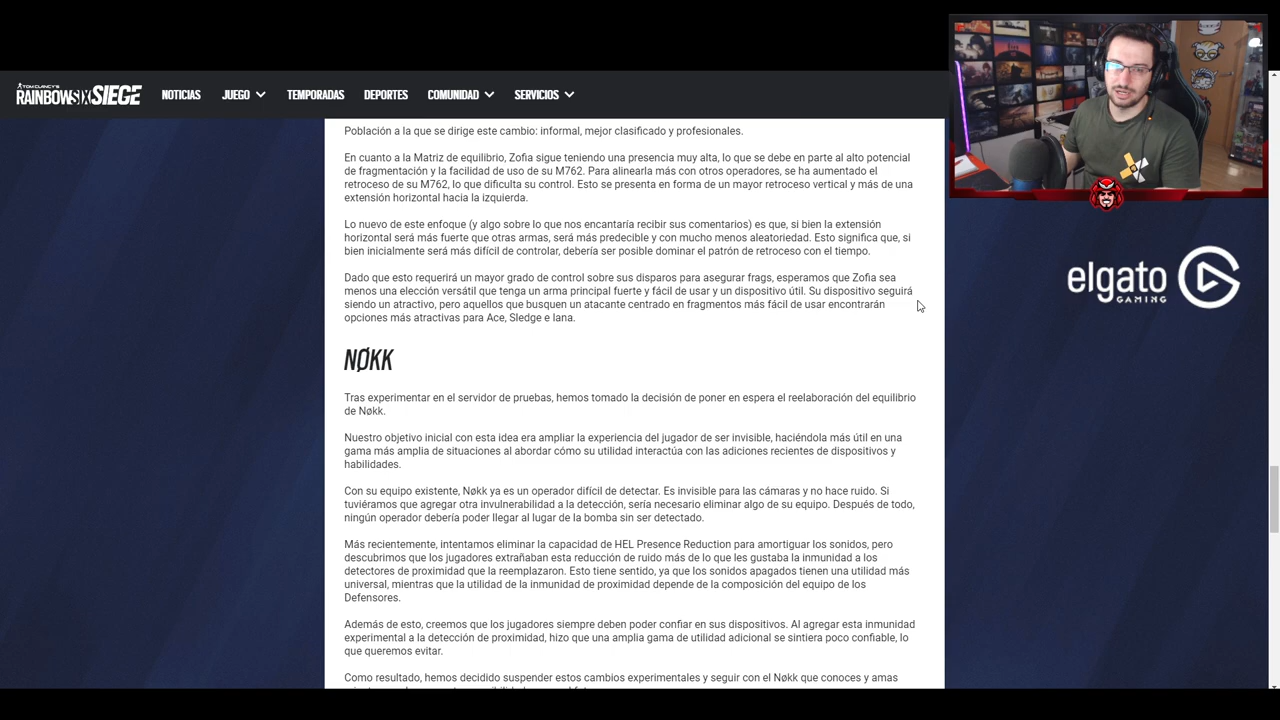 TOM CLANCY'S
RAINBOWSIX SIEGE
NOTICIAS
JUEGO
TEMPORADAS
DEPORTES
COMUNIDAD
SERVICIOS
Población a la que se dirige este cambio: informal, mejor clasificado y profesionales.
En cuanto a la Matriz de equilibrio, Zofia sigue teniendo una presencia muy alta, lo que se debe en parte al alto potencial
de fragmentación y la facilidad de uso de su M762. Para alinearla más con otros operadores, se ha aumentado el
retroceso de su M762, lo que dificulta su control. Esto se presenta en forma de un mayor retroceso vertical y más de una
extensión horizontal hacia la izquierda.
Lo nuevo de este enfoque (y algo sobre lo que nos encantaría recibir sus comentarios) es que, si bien la extensión
horizontal será más fuerte que otras armas, será más predecible y con mucho menos aleatoriedad. Esto significa que, si
bien inicialmente será más difícil de controlar, debería ser posible dominar el patrón de retroceso con el tiempo.
Dado que esto requerirá un mayor grado de control sobre sus disparos para asegurar frags, esperamos que Zofia sea
menos una elección versátil que tenga un arma principal fuerte y fácil de usar y un dispositivo útil. Su dispositivo seguirá
siendo un atractivo, pero aquellos que busquen un atacante centrado en fragmentos más fácil de usar encontrarán
opciones más atractivas para Ace, Sledge e Iana.
NØKK
Tras experimentar en el servidor de pruebas, hemos tomado la decisión de poner en espera el reelaboración del equilibrio
de Nøkk.
Nuestro objetivo inicial con esta idea era ampliar la experiencia del jugador de ser invisible, haciéndola más útil en una
gama más amplia de situaciones al abordar cómo su utilidad interactúa con las adiciones recientes de dispositivos y
habilidades.
Con su equipo existente, Nøkk ya es un operador difícil de detectar. Es invisible para las cámaras y no hace ruido. Si
tuviéramos que agregar otra invulnerabilidad a la detección, sería necesario eliminar algo de su equipo. Después de todo,
ningún operador debería poder llegar al lugar de la bomba sin ser detectado.
Más recientemente, intentamos eliminar la capacidad de HEL Presence Reduction para amortiguar los sonidos, pero
descubrimos que los jugadores extrañaban esta reducción de ruido más de lo que les gustaba la inmunidad a los
detectores de proximidad que la reemplazaron. Esto tiene sentido, ya que los sonidos apagados tienen una utilidad más
universal, mientras que la utilidad de la inmunidad de proximidad depende de la composición del equipo de los
Defensores.
Además de esto, creemos que los jugadores siempre deben poder confiar en sus dispositivos. Al agregar esta inmunidad
experimental a la detección de proximidad, hizo que una amplia gama de utilidad adicional se sintiera poco confiable, lo
que queremos evitar.
Como resultado, hemos decidido suspender estos cambios experimentales y seguir con el Nøkk que conoces y amas
elgato
GAMING